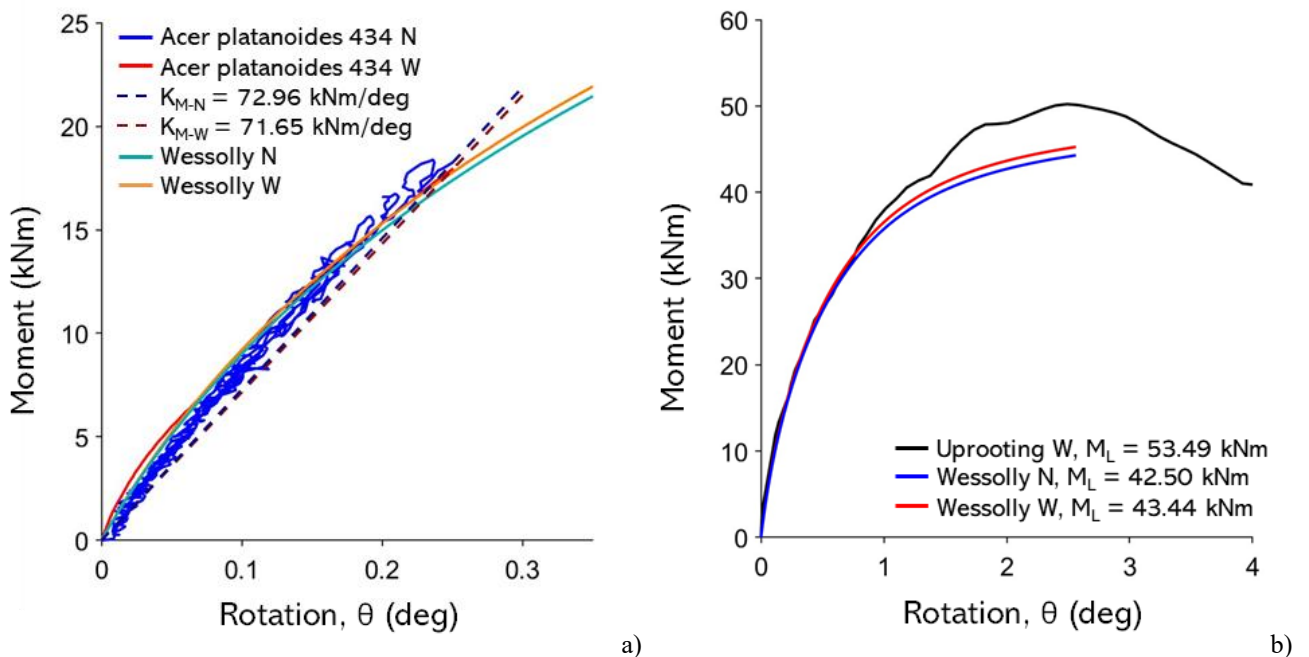 25
20
15
10
5
0
Moment (kNm)
Acer platanoides 434 N
Acer platanoides 434 W
K_M-N = 72.96 kNm/deg
K_M-W = 71.65 kNm/deg
Wessolly N
Wessolly W
0 0.1 0.2 0.3
Rotation, θ (deg)
a)
60
50
40
30
20
10
0
Moment (kNm)
Uprooting W, M_L = 53.49 kNm
Wessolly N, M_L = 42.50 kNm
Wessolly W, M_L = 43.44 kNm
0 1 2 3 4
Rotation, θ (deg)
b)